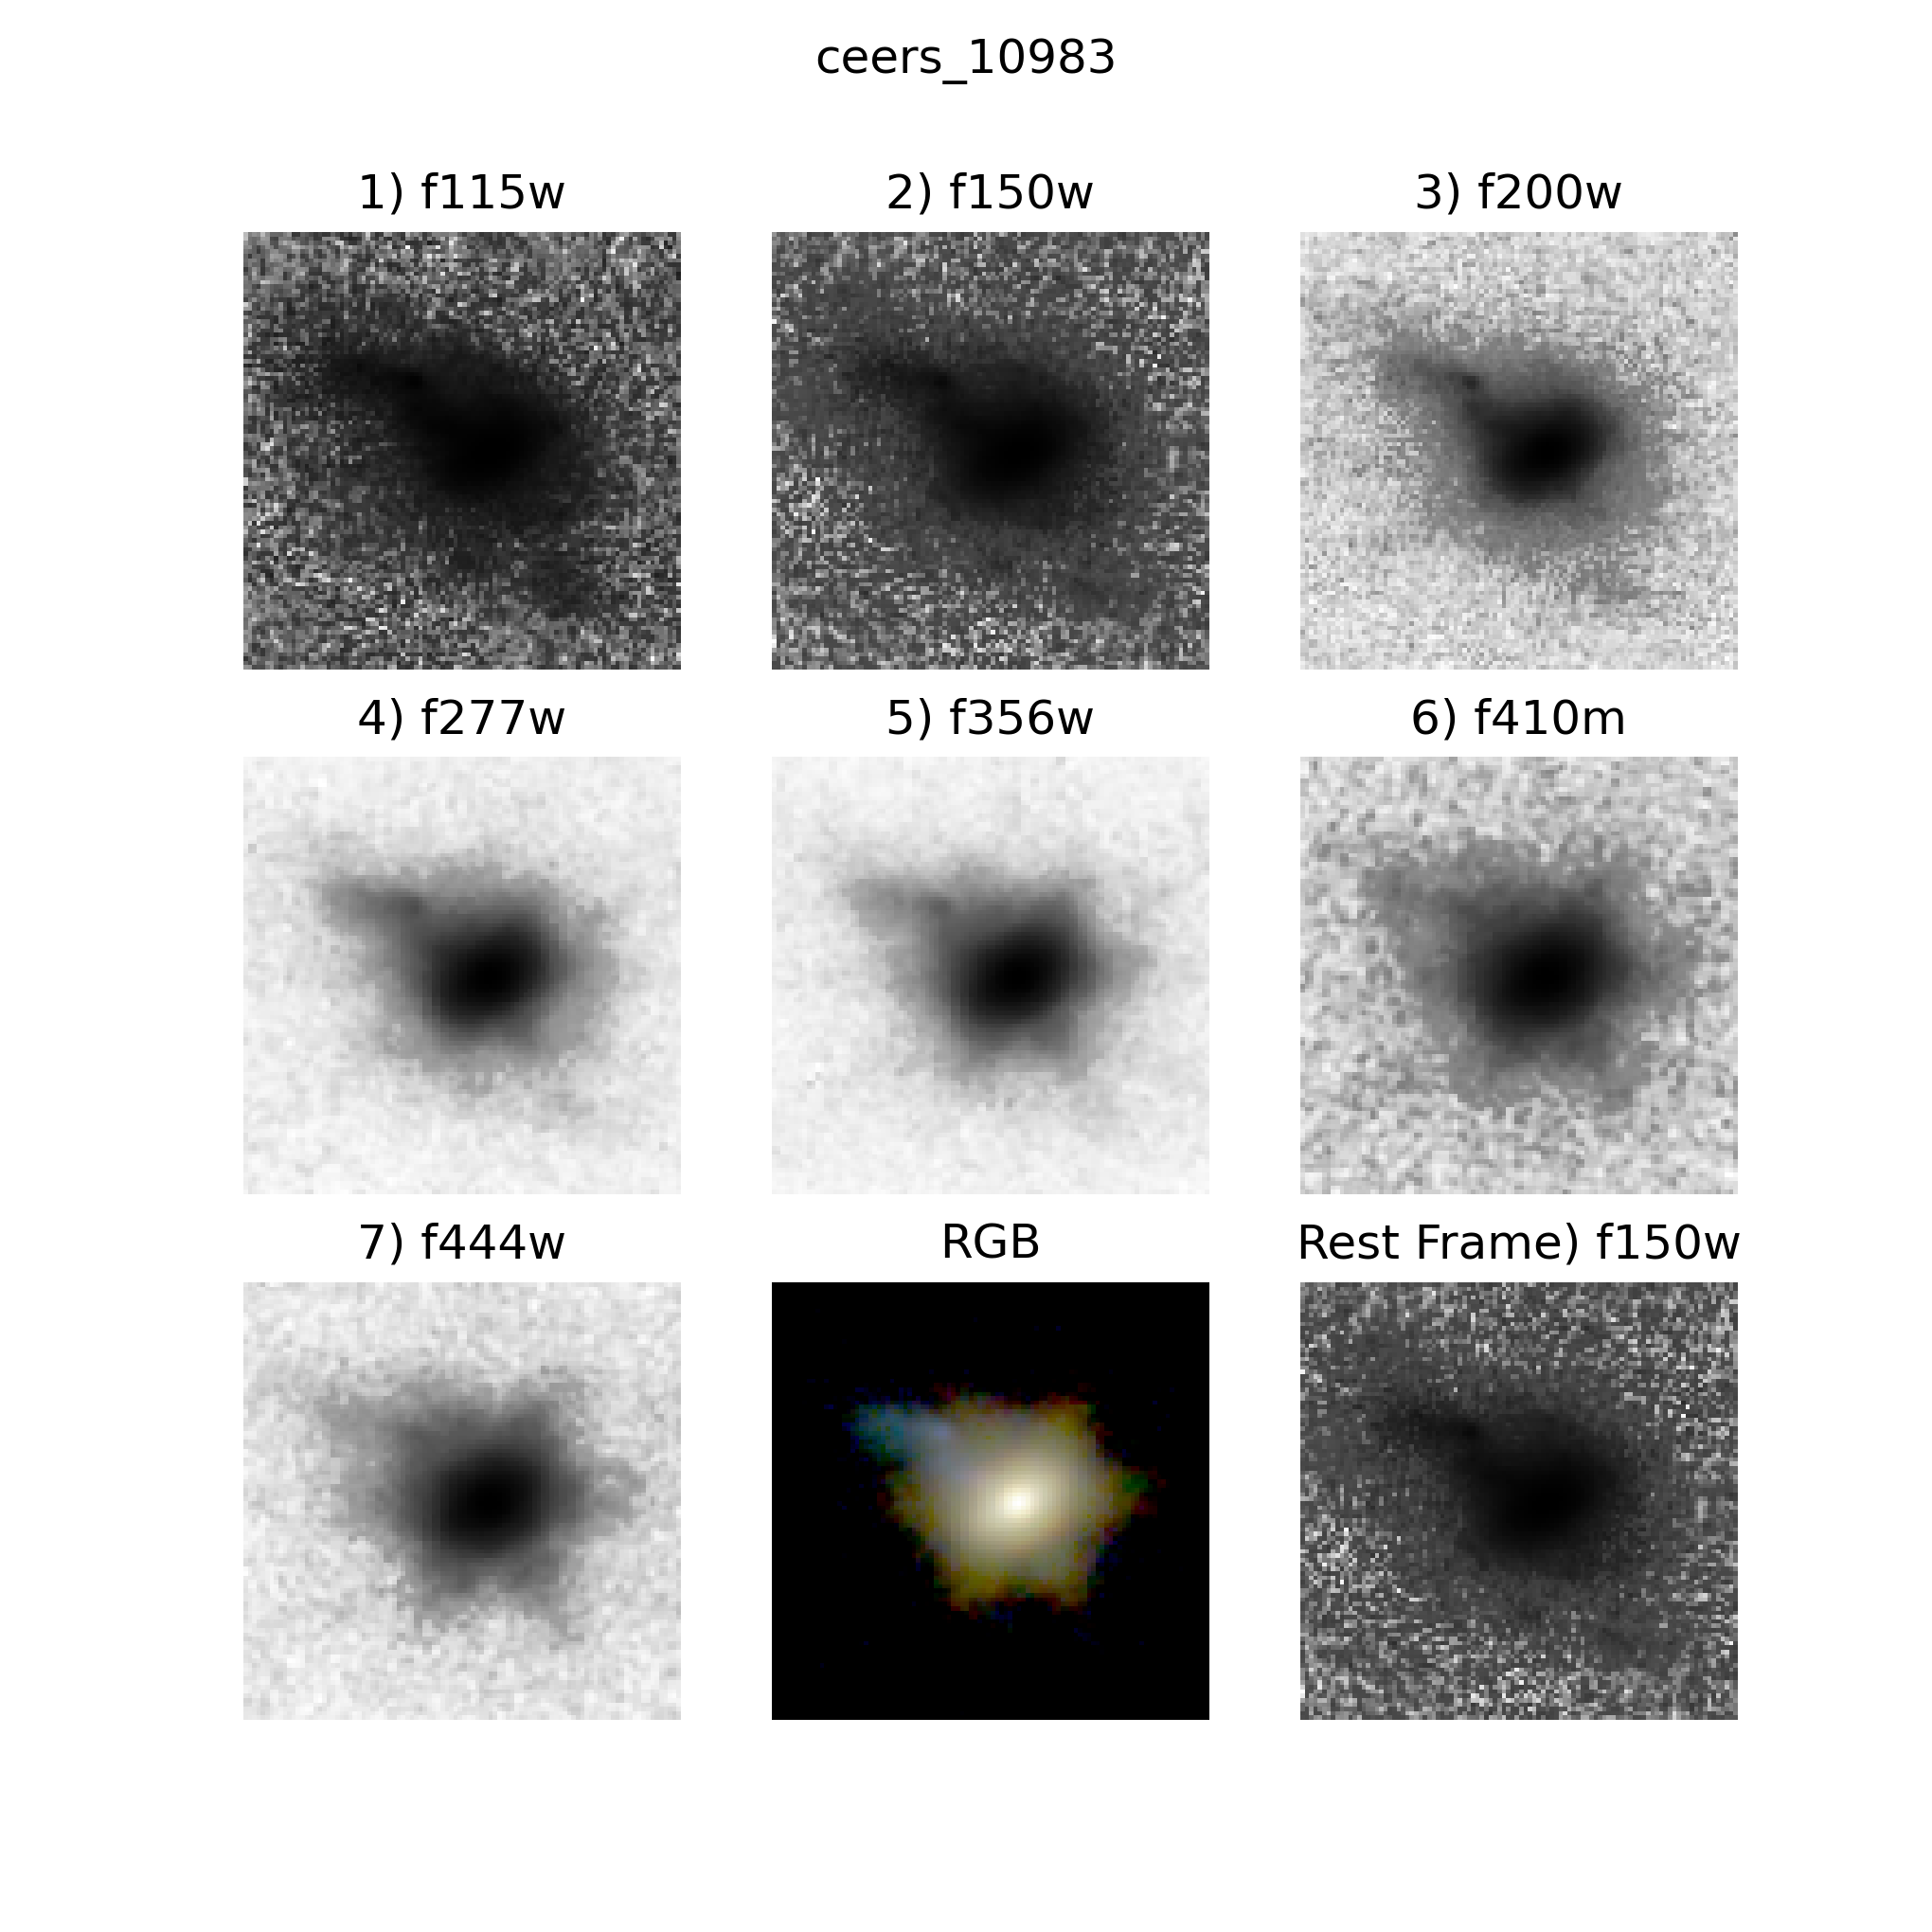 ceers_10983
1) f115w
2) f150w
3) f200w
4) f277w
5) f356w
6) f410m
7) f444w
RGB
Rest Frame) f150w